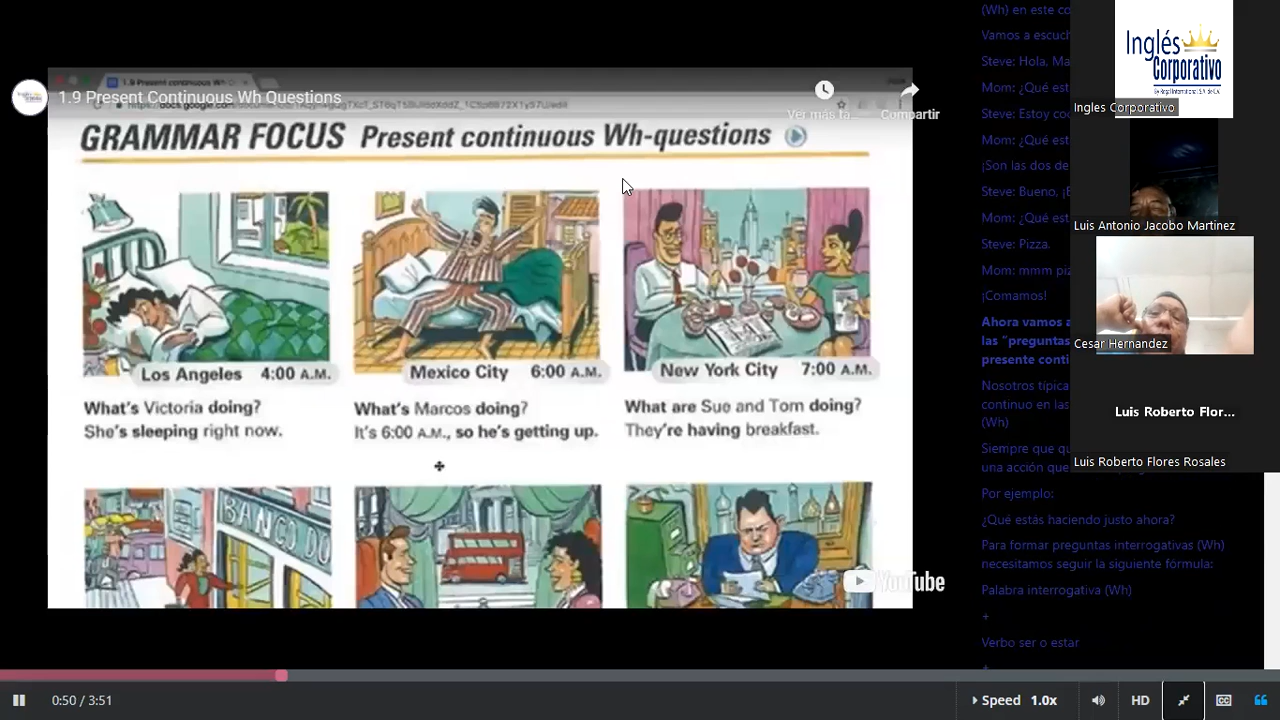 1.9 Present Continuous Wh Questions
Ver más ta...
Compartir
GRAMMAR FOCUS Present continuous Wh-questions
Los Angeles 4:00 A.M.
Mexico City 6:00 A.M.
New York City 7:00 A.M.
What's Victoria doing?
She's sleeping right now.
What's Marcos doing?
It's 6:00 A.M., so he's getting up.
What are Sue and Tom doing?
They're having breakfast.
BANCO DO
YouTube
(Wh) en este co
Vamos a escuch
Steve: Hola, Ma
Mom: ¿Qué est
Steve: Estoy coc
Mom: ¿Qué est
¡Son las dos de
Steve: Bueno, ¡E
Mom: ¿Qué est
Steve: Pizza.
Mom: mmm piz
¡Comamos!
Ahora vamos a
las "preguntas
presente conti
Nosotros típica
continuo en las
(Wh)
Siempre que qu
una acción que
Por ejemplo:
¿Qué estás haciendo justo ahora?
Para formar preguntas interrogativas (Wh)
necesitamos seguir la siguiente fórmula:
Palabra interrogativa (Wh)
+
Verbo ser o estar
+
Inglés
Corporativo
Ingles Corporativo
Luis Antonio Jacobo Martinez
Cesar Hernandez
Luis Roberto Flor...
Luis Roberto Flores Rosales
0:50 / 3:51
Speed 1.0x
HD
CC